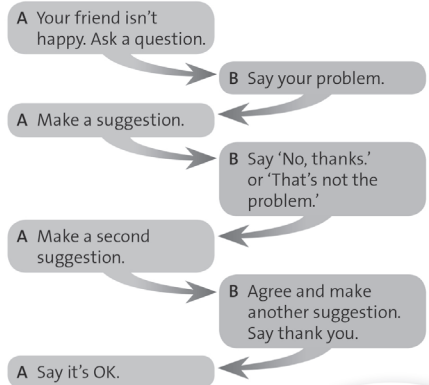 A Your friend isn't
happy. Ask a question.
B Say your problem.
A Make a suggestion.
B Say ‘No, thanks.’
or ‘That's not the
problem.’
A Make a second
suggestion.
B Agree and make
another suggestion.
Say thank you.
A Say it's OK.